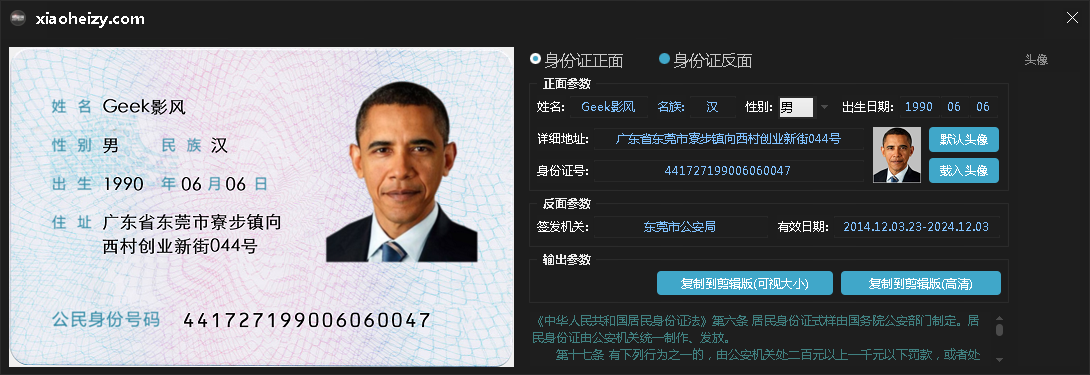 xiaoheizy.com
姓 名 Geek影风
性 别 男 民 族 汉
出 生 1990 年 06 月 06 日
住 址 广东省东莞市寮步镇向
西村创业新街044号
公民身份号码 441727199006060047
身份证正面 身份证反面 头像
正面参数
姓名: Geek影风 名族: 汉 性别: 男 出生日期: 1990 06 06
详细地址: 广东省东莞市寮步镇向西村创业新街044号 默认头像
身份证号: 441727199006060047 载入头像
反面参数
签发机关: 东莞市公安局 有效日期: 2014.12.03.23-2024.12.03
输出参数
复制到剪辑版(可视大小) 复制到剪辑版(高清)
《中华人民共和国居民身份证法》第六条 居民身份证式样由国务院公安部门制定。居
民身份证由公安机关统一制作、发放。
第十七条 有下列行为之一的，由公安机关处二百元以上一千元以下罚款，或者处